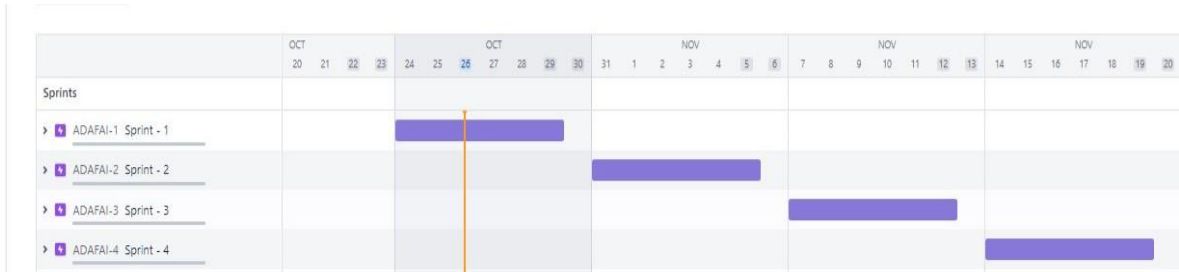 OCT OCT NOV NOV NOV
20 21 22 23 24 25 26 27 28 29 30 31 1 2 3 4 5 6 7 8 9 10 11 12 13 14 15 16 17 18 19 20
Sprints
ADAFAI-1 Sprint - 1
ADAFAI-2 Sprint - 2
ADAFAI-3 Sprint - 3
ADAFAI-4 Sprint - 4